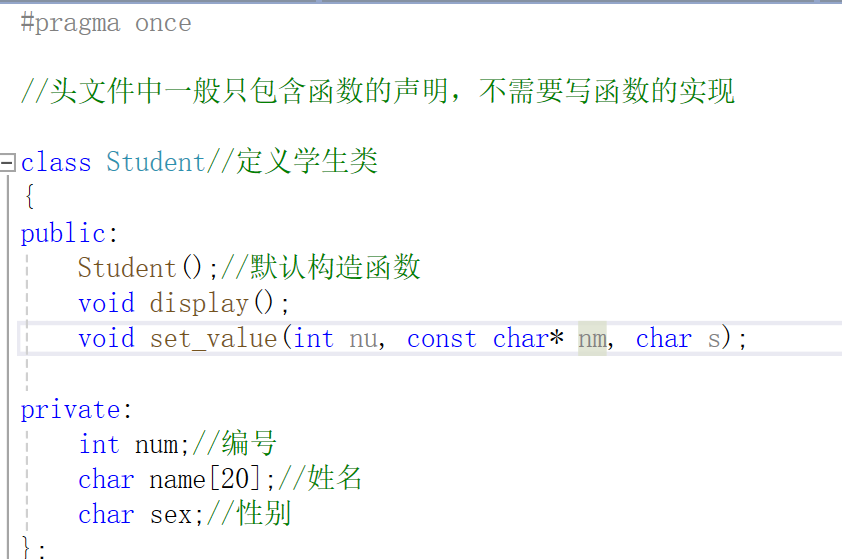 #pragma once
//头文件中一般只包含函数的声明，不需要写函数的实现
class Student//定义学生类
{
public:
Student();//默认构造函数
void display();
void set_value(int nu, const char* nm, char s);
private:
int num;//编号
char name[20];//姓名
char sex;//性别
};